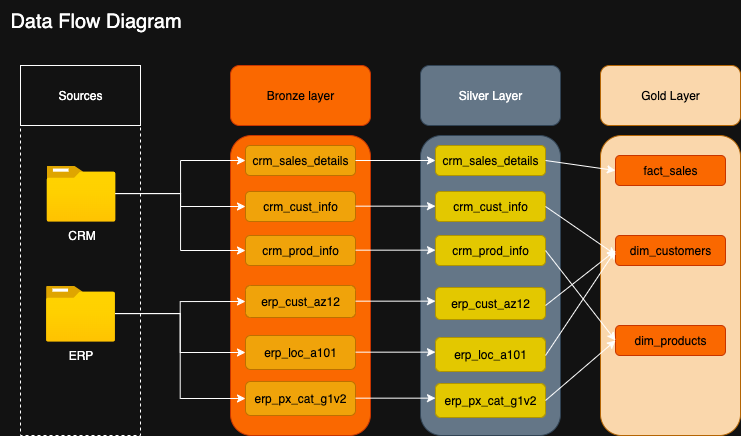 Data Flow Diagram
Sources
Bronze layer
Silver Layer
Gold Layer
CRM
ERP
crm_sales_details
crm_cust_info
crm_prod_info
erp_cust_az12
erp_loc_a101
erp_px_cat_g1v2
crm_sales_details
crm_cust_info
crm_prod_info
erp_cust_az12
erp_loc_a101
erp_px_cat_g1v2
fact_sales
dim_customers
dim_products